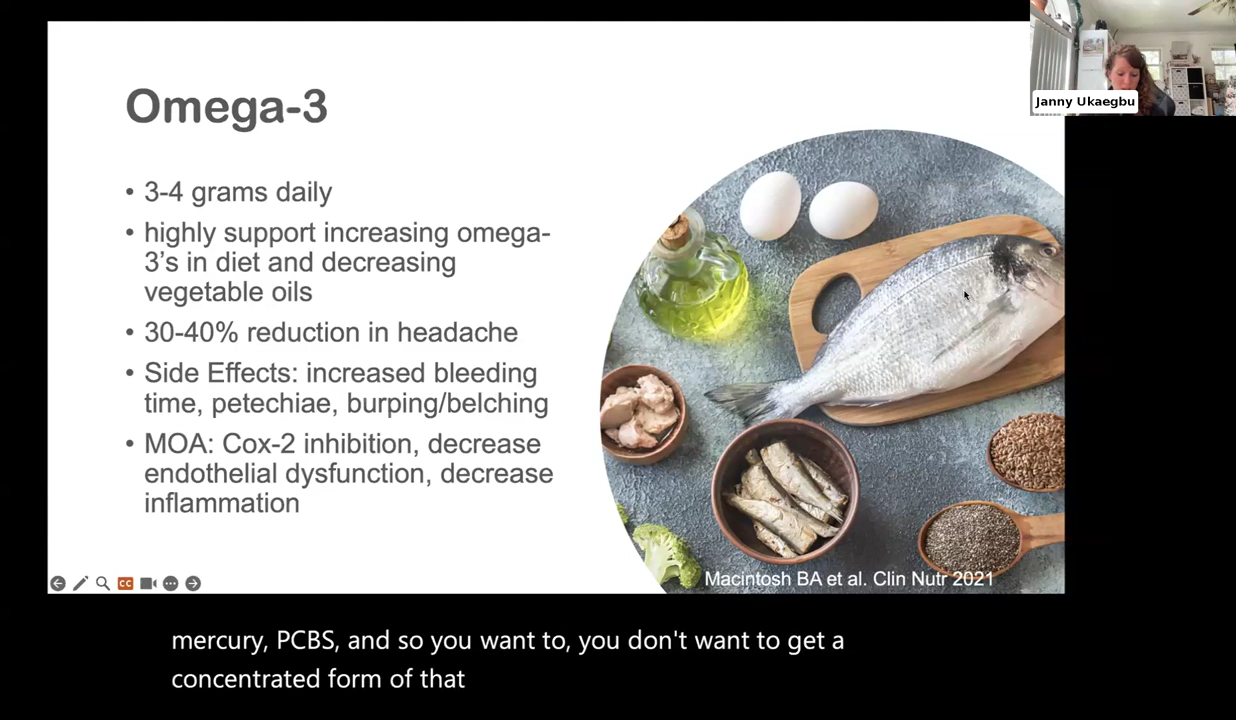 Janny Ukaegbu
Omega-3
• 3-4 grams daily
• highly support increasing omega-
3’s in diet and decreasing
vegetable oils
• 30-40% reduction in headache
• Side Effects: increased bleeding
time, petechiae, burping/belching
• MOA: Cox-2 inhibition, decrease
endothelial dysfunction, decrease
inflammation
Macintosh BA et al. Clin Nutr 2021
CC
mercury, PCBS, and so you want to, you don't want to get a
concentrated form of that